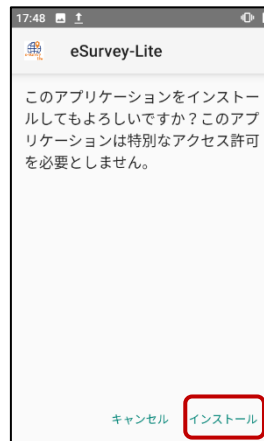 17:48
eSurvey-Lite
このアプリケーションをインストー
ルしてもよろしいですか？このアプ
リケーションは特別なアクセス許可
を必要としません。
キャンセル インストール